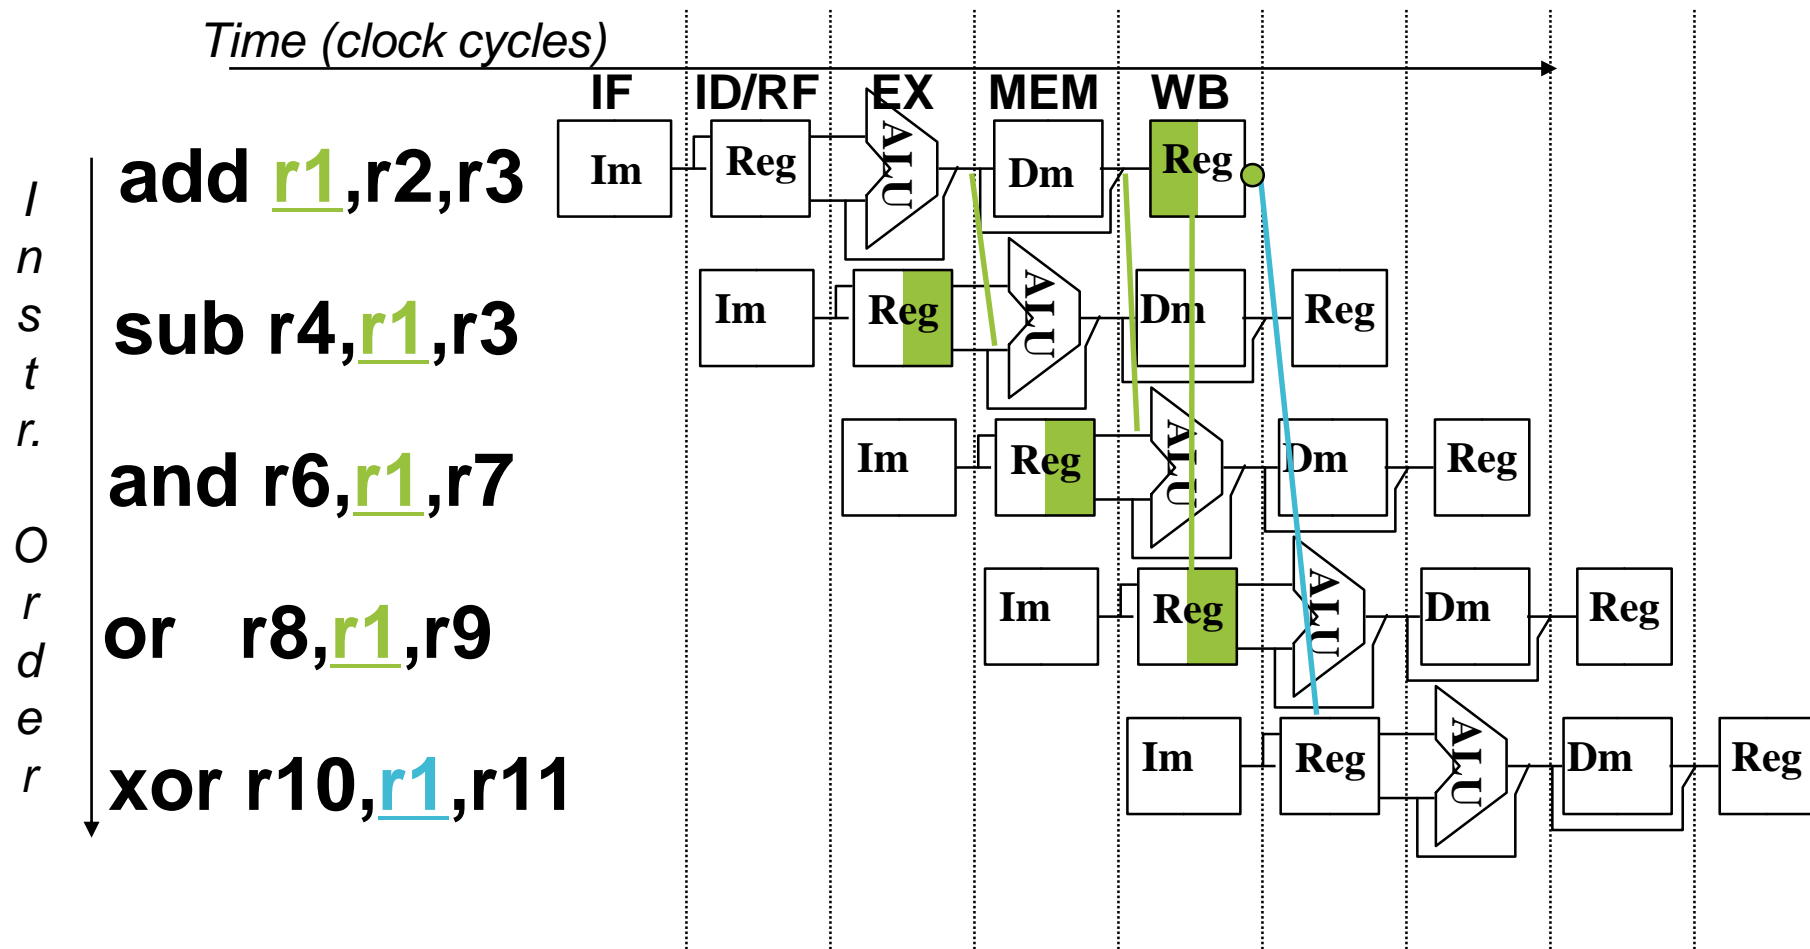 Time (clock cycles)
IF ID/RF EX MEM WB
Instr. Order
add r1,r2,r3
Im Reg ALU Dm Reg
sub r4,r1,r3
Im Reg ALU Dm Reg
and r6,r1,r7
Im Reg ALU Dm Reg
or r8,r1,r9
Im Reg ALU Dm Reg
xor r10,r1,r11
Im Reg ALU Dm Reg